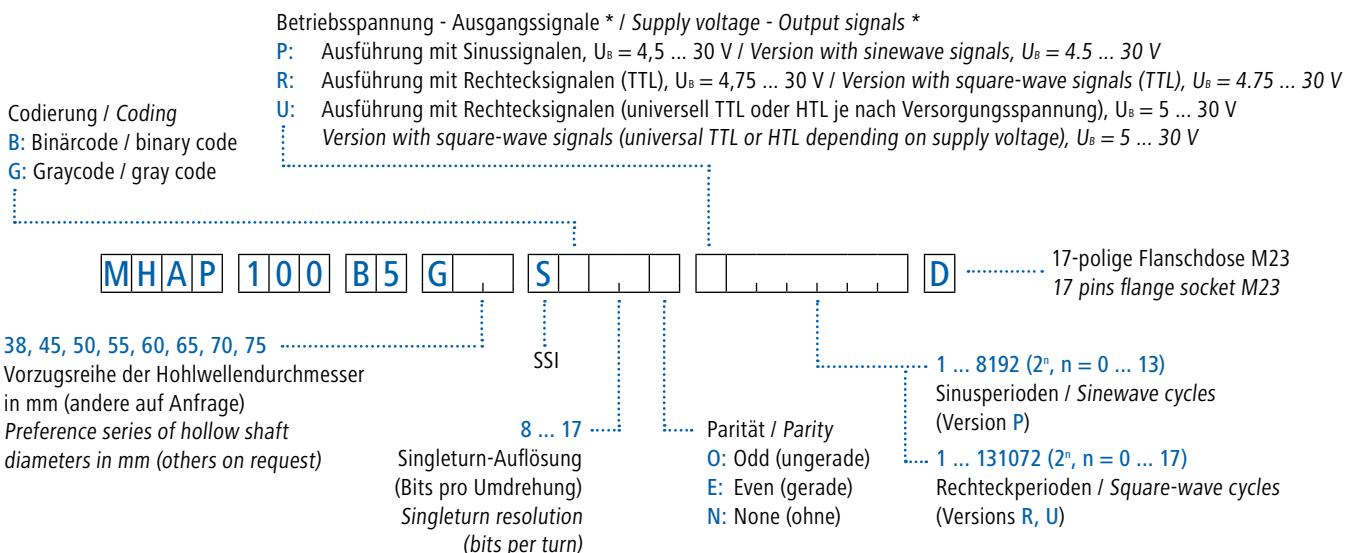 Betriebsspannung - Ausgangssignale * / Supply voltage - Output signals *
P: Ausführung mit Sinussignalen, UB = 4,5 ... 30 V / Version with sinewave signals, UB = 4.5 ... 30 V
R: Ausführung mit Rechtecksignalen (TTL), UB = 4,75 ... 30 V / Version with square-wave signals (TTL), UB = 4.75 ... 30 V
U: Ausführung mit Rechtecksignalen (universell TTL oder HTL je nach Versorgungsspannung), UB = 5 ... 30 V
Version with square-wave signals (universal TTL or HTL depending on supply voltage), UB = 5 ... 30 V
Codierung / Coding
B: Binärcode / binary code
G: Graycode / gray code
MHAP 100 B5 G S D
17-polige Flanschdose M23
17 pins flange socket M23
38, 45, 50, 55, 60, 65, 70, 75
Vorzugsreihe der Hohlwellendurchmesser
in mm (andere auf Anfrage)
Preference series of hollow shaft
diameters in mm (others on request)
SSI
8 ... 17
Singleturn-Auflösung
(Bits pro Umdrehung)
Singleturn resolution
(bits per turn)
Parität / Parity
O: Odd (ungerade)
E: Even (gerade)
N: None (ohne)
1 ... 8192 (2ⁿ, n = 0 ... 13)
Sinusperioden / Sinewave cycles
(Version P)
1 ... 131072 (2ⁿ, n = 0 ... 17)
Rechteckperioden / Square-wave cycles
(Versions R, U)